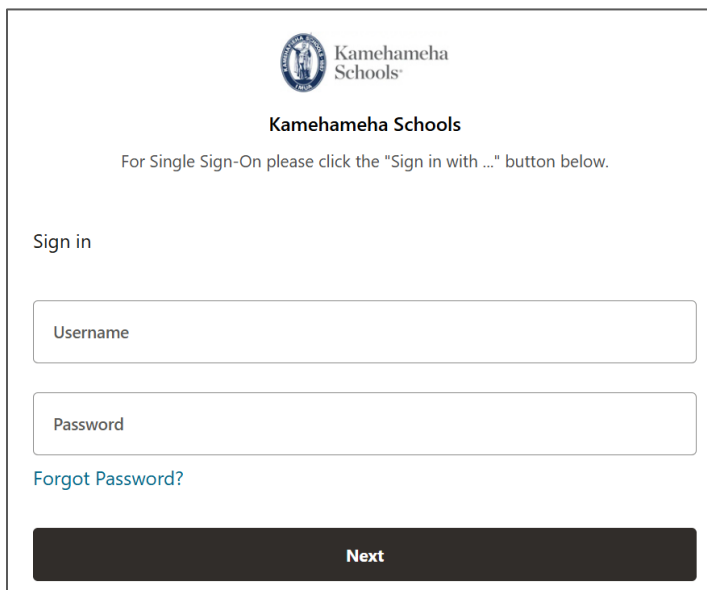 Kamehameha
Schools
Kamehameha Schools
For Single Sign-On please click the "Sign in with ..." button below.
Sign in
Username
Password
Forgot Password?
Next